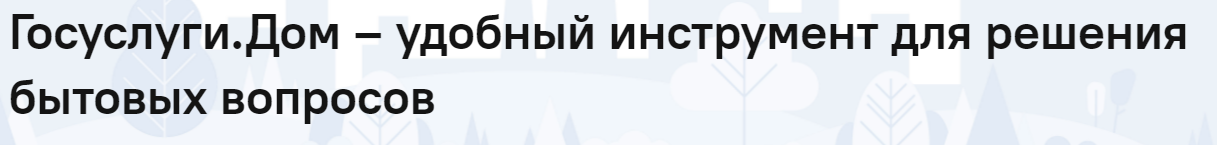 Госуслуги.Дом – удобный инструмент для решения
бытовых вопросов